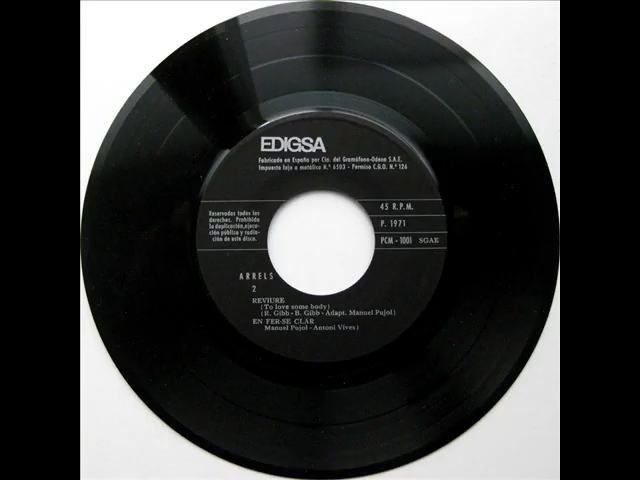 EDIGSA
Fabricado en España por Cía. del Gramófono-Odeon S.A.E.
Impuesto lujo a metálico N.º 6503 - Permiso C.G.O. N.º 126
Reservados todos los
derechos. Prohibida
la duplicación, ejecu-
ción pública y radia-
ción de este disco.
45 R.P.M.
P. 1971
PCM - 1001 SGAE
ARRELS
2
REVIURE
(To love some body)
(R. Gibb - B. Gibb - Adapt. Manuel Pujol)
EN FER-SE CLAR
Manuel Pujol - Antoni Vives)